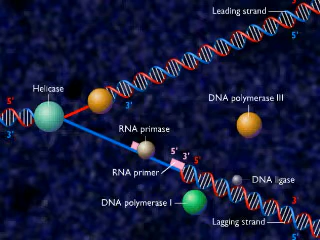 Leading strand
3'
5'
Helicase
5'
3'
3'
DNA polymerase III
RNA primase
5' 3' 5'
RNA primer
DNA ligase
DNA polymerase I
3'
Lagging strand
5'